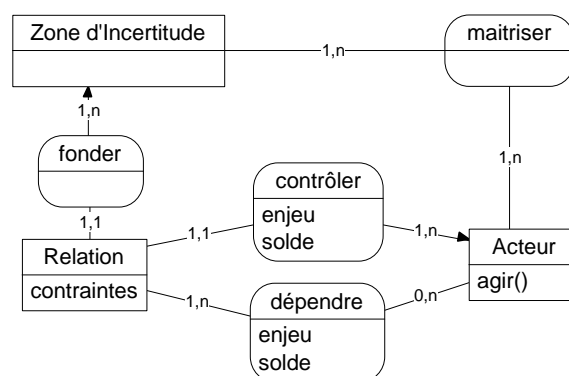 Zone d'Incertitude
1,n
maitriser
1,n
fonder
1,n
1,1
contrôler
enjeu
solde
1,1
1,n
Relation
contraintes
Acteur
agir()
1,n
dépendre
enjeu
solde
0,n